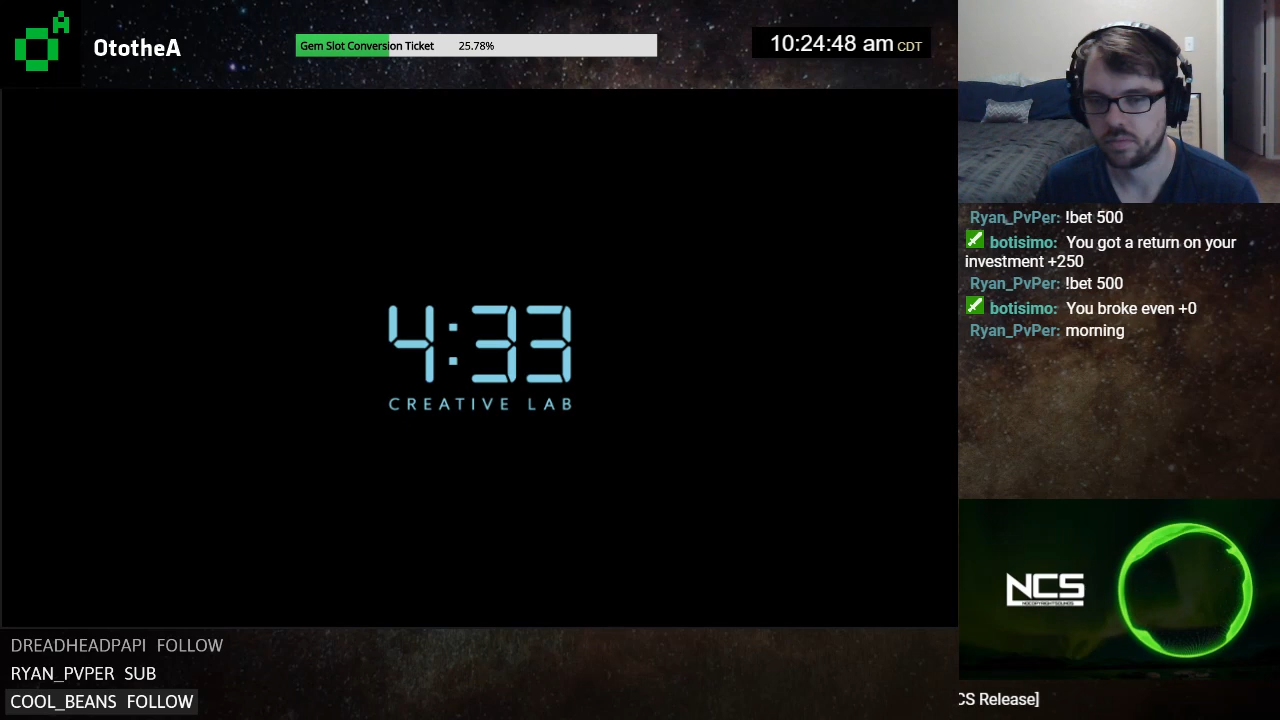 OtotheA
Gem Slot Conversion Ticket 25.78%
10:24:48 am CDT
Ryan_PvPer: !bet 500
botisimo: You got a return on your
investment +250
Ryan_PvPer: !bet 500
botisimo: You broke even +0
Ryan_PvPer: morning
4:33
CREATIVE LAB
NCS
NOCOPYRIGHTSOUNDS
DREADHEADPAPI FOLLOW
RYAN_PVPER SUB
COOL_BEANS FOLLOW
CS Release]